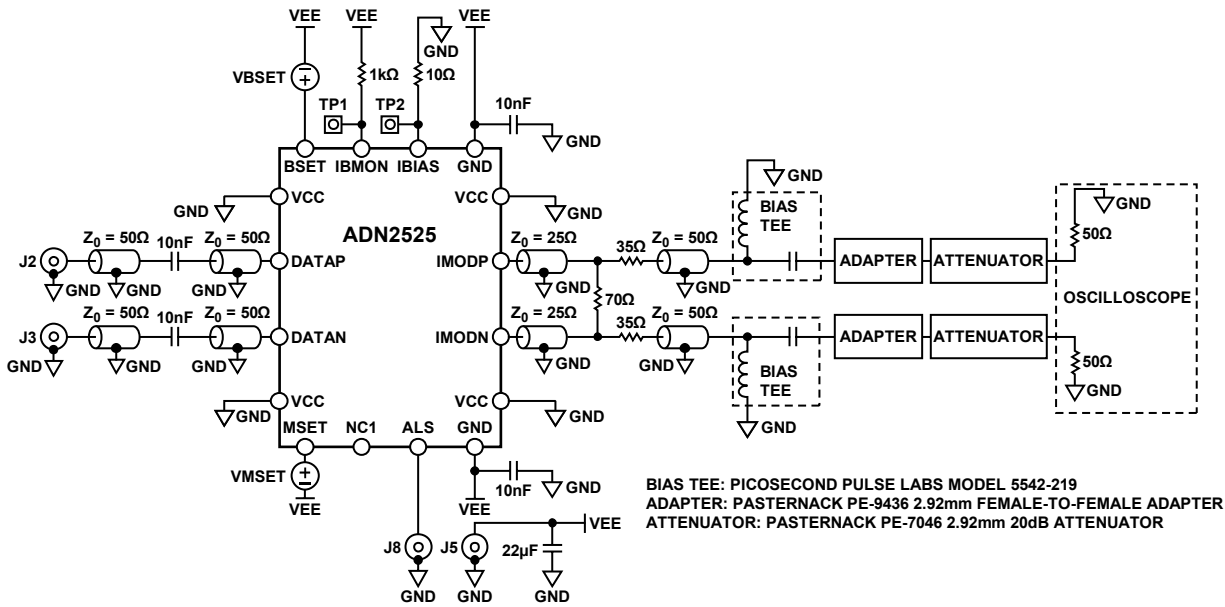 VEE VEE VEE
GND
VBSET
1kΩ
10Ω
TP1
TP2
10nF
GND
BSET IBMON IBIAS GND
VCC
GND
VCC
GND
ADN2525
GND
BIAS TEE
GND
50Ω
Z0 = 50Ω
10nF
Z0 = 50Ω
J2
GND
GND
GND
DATAP
IMODP
Z0 = 25Ω
GND
35Ω
Z0 = 50Ω
GND
ADAPTER
ATTENUATOR
70Ω
OSCILLOSCOPE
Z0 = 50Ω
10nF
Z0 = 50Ω
J3
GND
GND
GND
DATAN
IMODN
Z0 = 25Ω
GND
35Ω
Z0 = 50Ω
GND
ADAPTER
ATTENUATOR
BIAS TEE
GND
50Ω
GND
VCC
GND
VCC
GND
MSET NC1 ALS GND
VMSET
VEE
VEE
10nF
GND
J8
GND
J5
GND
22µF
GND
VEE
BIAS TEE: PICOSECOND PULSE LABS MODEL 5542-219
ADAPTER: PASTERNACK PE-9436 2.92mm FEMALE-TO-FEMALE ADAPTER
ATTENUATOR: PASTERNACK PE-7046 2.92mm 20dB ATTENUATOR